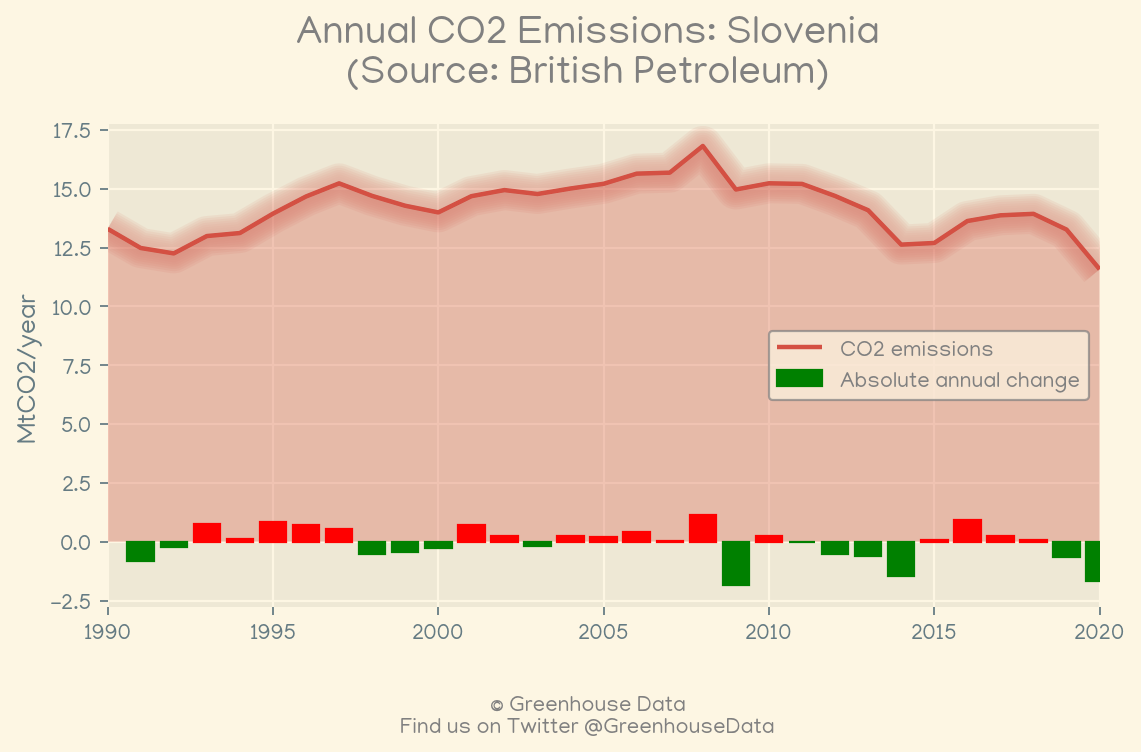 Annual CO2 Emissions: Slovenia
(Source: British Petroleum)
17.5
15.0
12.5
10.0
7.5
5.0
2.5
0.0
−2.5
MtCO2/year
CO2 emissions
Absolute annual change
1990 1995 2000 2005 2010 2015 2020
© Greenhouse Data
Find us on Twitter @GreenhouseData